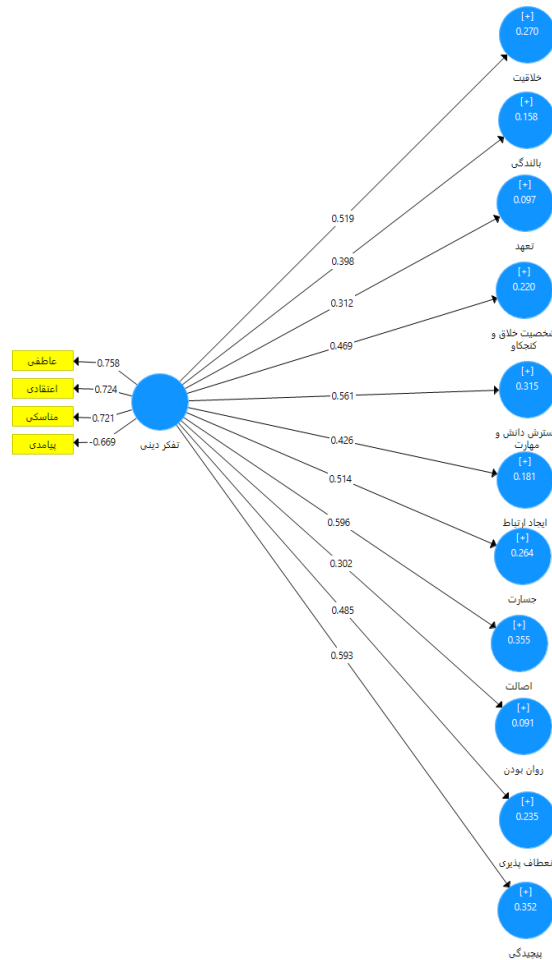 [+]
0.270
خلاقیت
[+]
0.158
بالندگی
[+]
0.097
تعهد
[+]
0.220
شخصیت خلاق و
کنجکاو
[+]
0.315
سترش دانش و
مهارت
[+]
0.181
ایجاد ارتباط
[+]
0.264
جسارت
[+]
0.355
اصالت
[+]
0.091
روان بودن
[+]
0.235
نعطاف پذیری
[+]
0.352
پیچیدگی
0.519
0.398
0.312
0.469
0.561
0.426
0.514
0.596
0.302
0.485
0.593
عاطفی
0.758
اعتقادی
0.724
مناسکی
0.721
پیامدی
-0.669
تفکر دینی